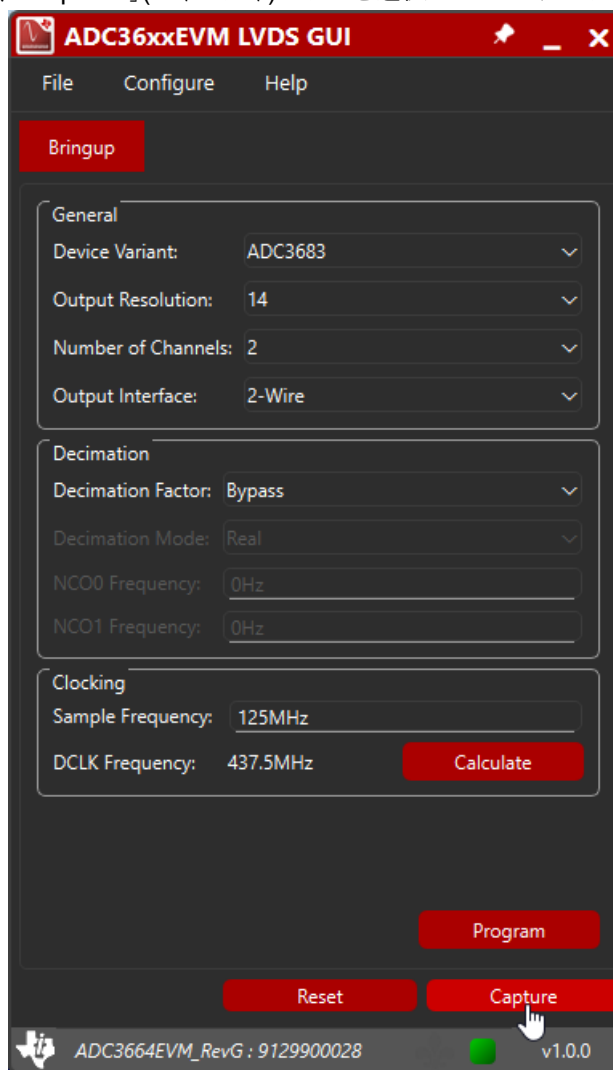 ADC36xxEVM LVDS GUI
File Configure Help
Bringup
General
Device Variant: ADC3683
Output Resolution: 14
Number of Channels: 2
Output Interface: 2-Wire
Decimation
Decimation Factor: Bypass
Decimation Mode: Real
NCO0 Frequency: 0Hz
NCO1 Frequency: 0Hz
Clocking
Sample Frequency: 125MHz
DCLK Frequency: 437.5MHz Calculate
Program
Reset Capture
ADC3664EVM_RevG : 9129900028 v1.0.0